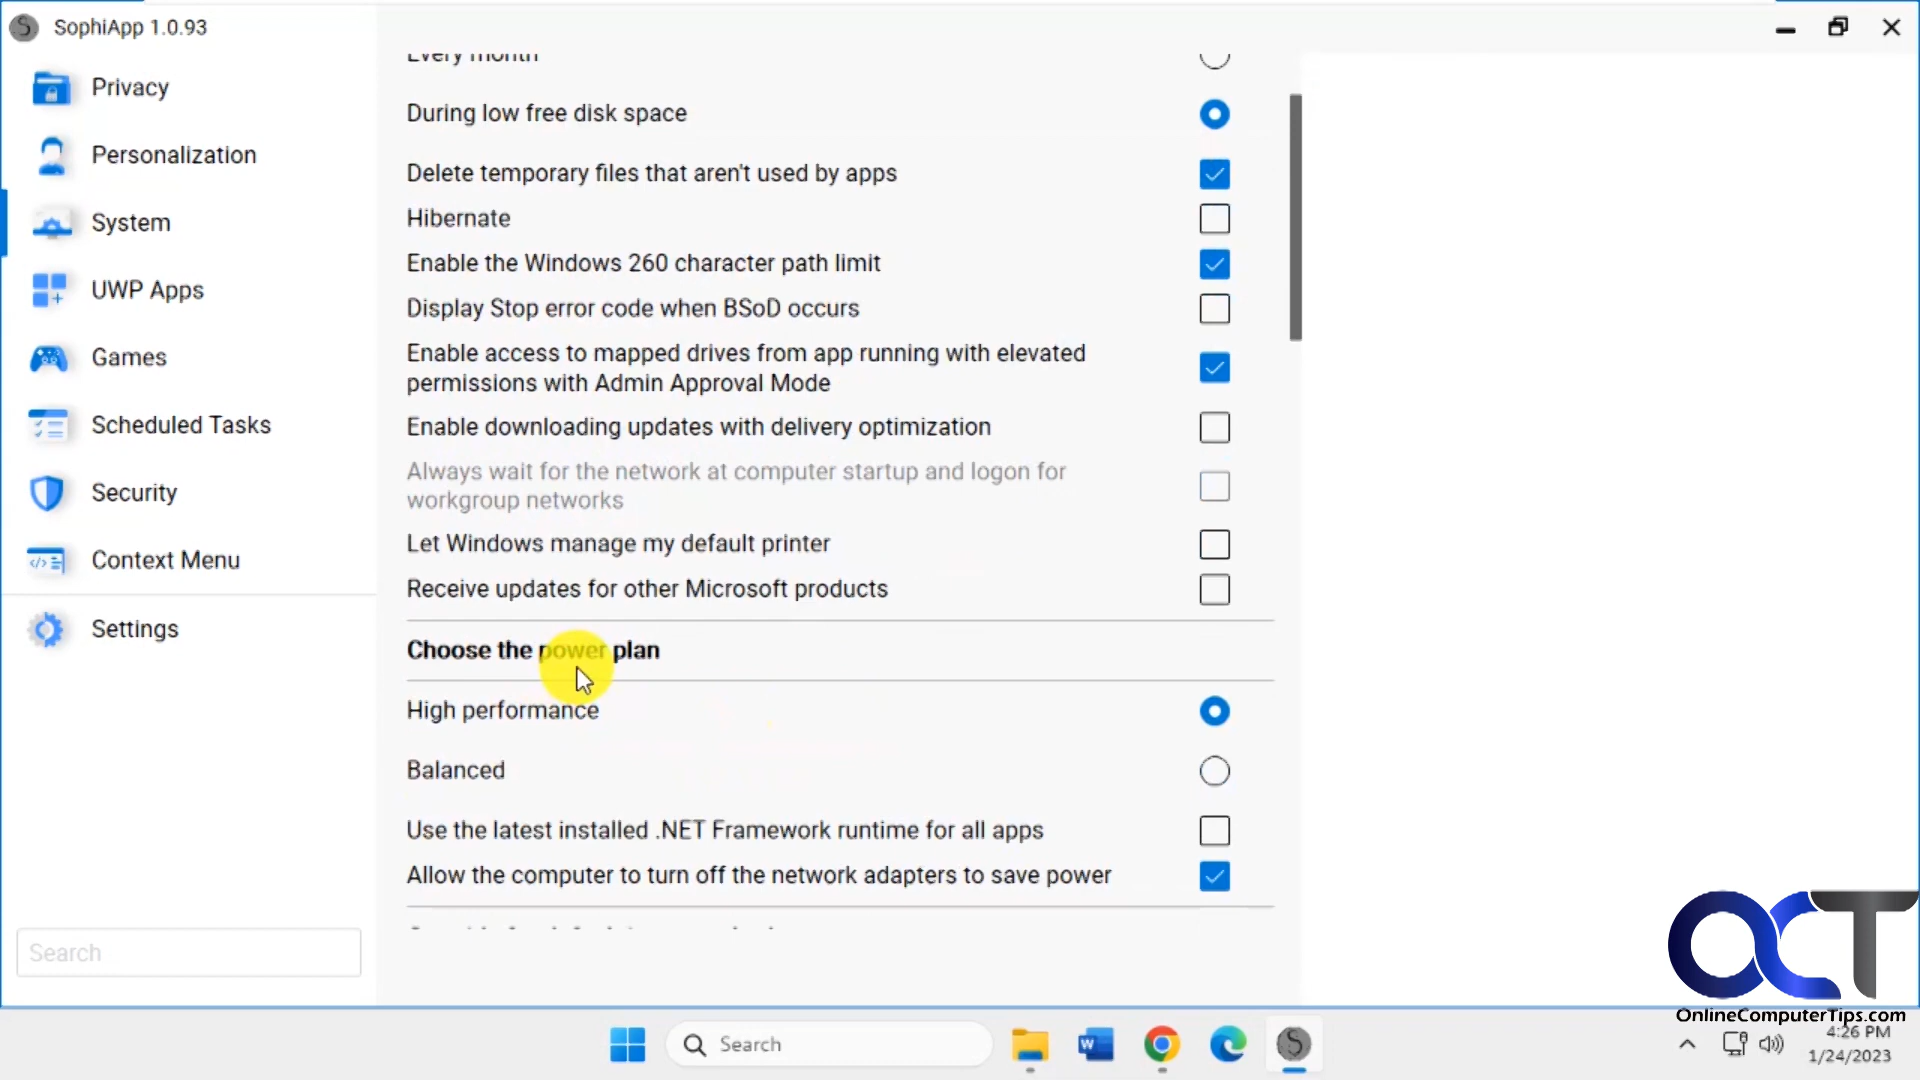 SophiApp 1.0.93
Privacy
Personalization
System
UWP Apps
Games
Scheduled Tasks
Security
Context Menu
Settings
Search
Every month
During low free disk space
Delete temporary files that aren't used by apps
Hibernate
Enable the Windows 260 character path limit
Display Stop error code when BSoD occurs
Enable access to mapped drives from app running with elevated
permissions with Admin Approval Mode
Enable downloading updates with delivery optimization
Always wait for the network at computer startup and logon for
workgroup networks
Let Windows manage my default printer
Receive updates for other Microsoft products
Choose the power plan
High performance
Balanced
Use the latest installed .NET Framework runtime for all apps
Allow the computer to turn off the network adapters to save power
OCT
OnlineComputerTips.com
Search
4:26 PM
1/24/2023